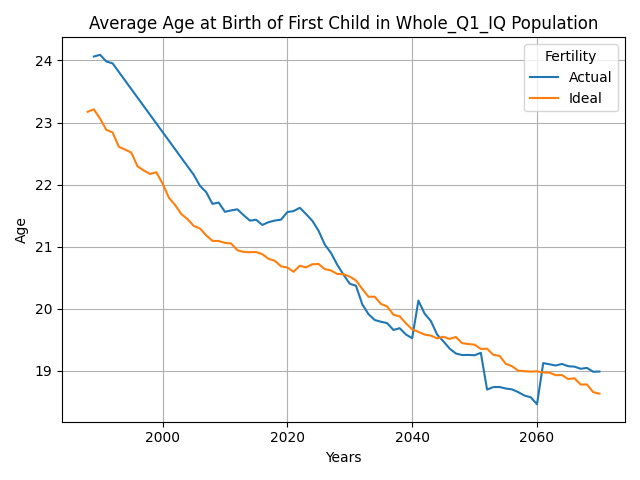 Average Age at Birth of First Child in Whole_Q1_IQ Population
Fertility
Actual
Ideal
24
23
22
21
20
19
Age
2000
2020
2040
2060
Years